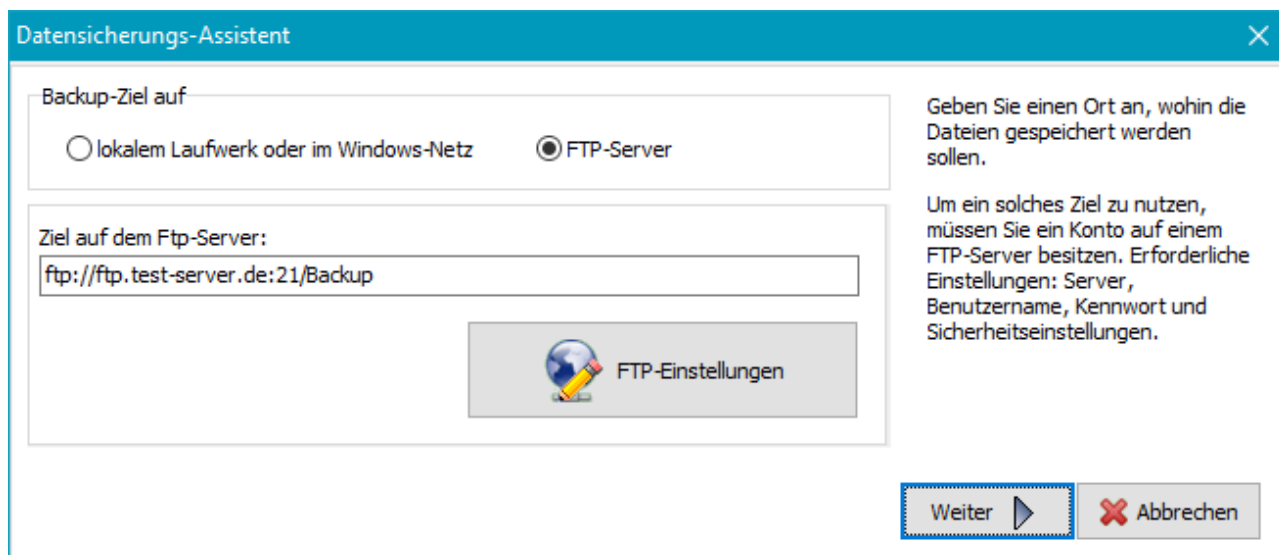 Datensicherungs-Assistent
Backup-Ziel auf
lokalem Laufwerk oder im Windows-Netz
FTP-Server
Ziel auf dem Ftp-Server:
ftp://ftp.test-server.de:21/Backup
FTP-Einstellungen
Geben Sie einen Ort an, wohin die
Dateien gespeichert werden
sollen.
Um ein solches Ziel zu nutzen,
müssen Sie ein Konto auf einem
FTP-Server besitzen. Erforderliche
Einstellungen: Server,
Benutzername, Kennwort und
Sicherheitseinstellungen.
Weiter
Abbrechen